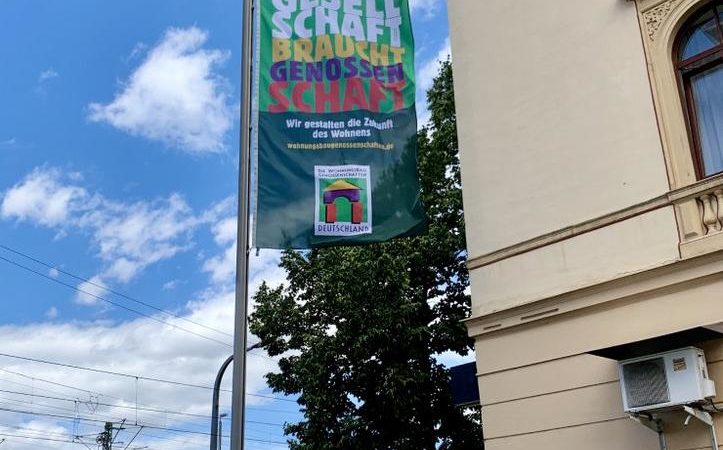 GESELL
SCHAFT
BRAUCHT
GENOSSEN
SCHAFT
Wir gestalten die Zukunft
des Wohnens
wohnungsbaugenossenschaften.de
DIE WOHNUNGSBAU
GENOSSENSCHAFTEN
DEUTSCHLAND